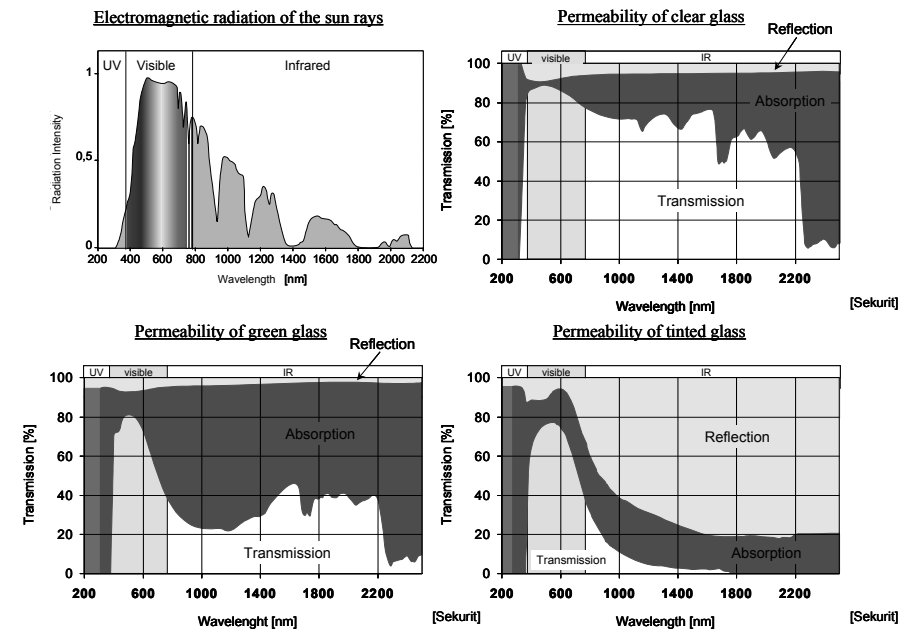 Electromagnetic radiation of the sun rays
UV Visible Infrared
1
0,5
0
Radiation Intensity
200 400 600 800 1000 1200 1400 1600 1800 2000 2200
Wavelength [nm]
Permeability of clear glass
Reflection
UV visible IR
100
80
60
40
20
0
Transmission [%]
Absorption
Transmission
200 600 1000 1400 1800 2200
Wavelength [nm]
[Sekurit]
Permeability of green glass
Reflection
UV visible IR
100
80
60
40
20
0
Transmission [%]
Absorption
Transmission
200 600 1000 1400 1800 2200
Wavelenght [nm]
[Sekurit]
Permeability of tinted glass
UV visible IR
100
80
60
40
20
0
Transmission [%]
Reflection
Transmission
Absorption
200 600 1000 1400 1800 2200
Wavelength [nm]
[Sekurit]